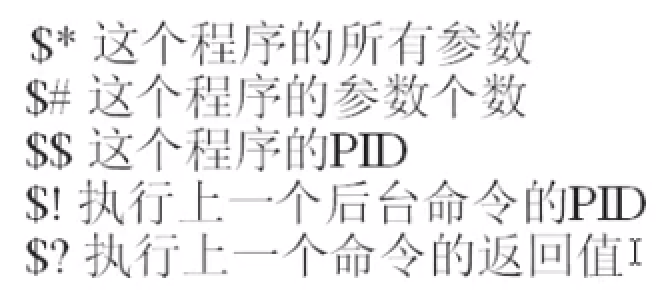 $* 这个程序的所有参数
$# 这个程序的参数个数
$$ 这个程序的PID
$! 执行上一个后台命令的PID
$? 执行上一个命令的返回值